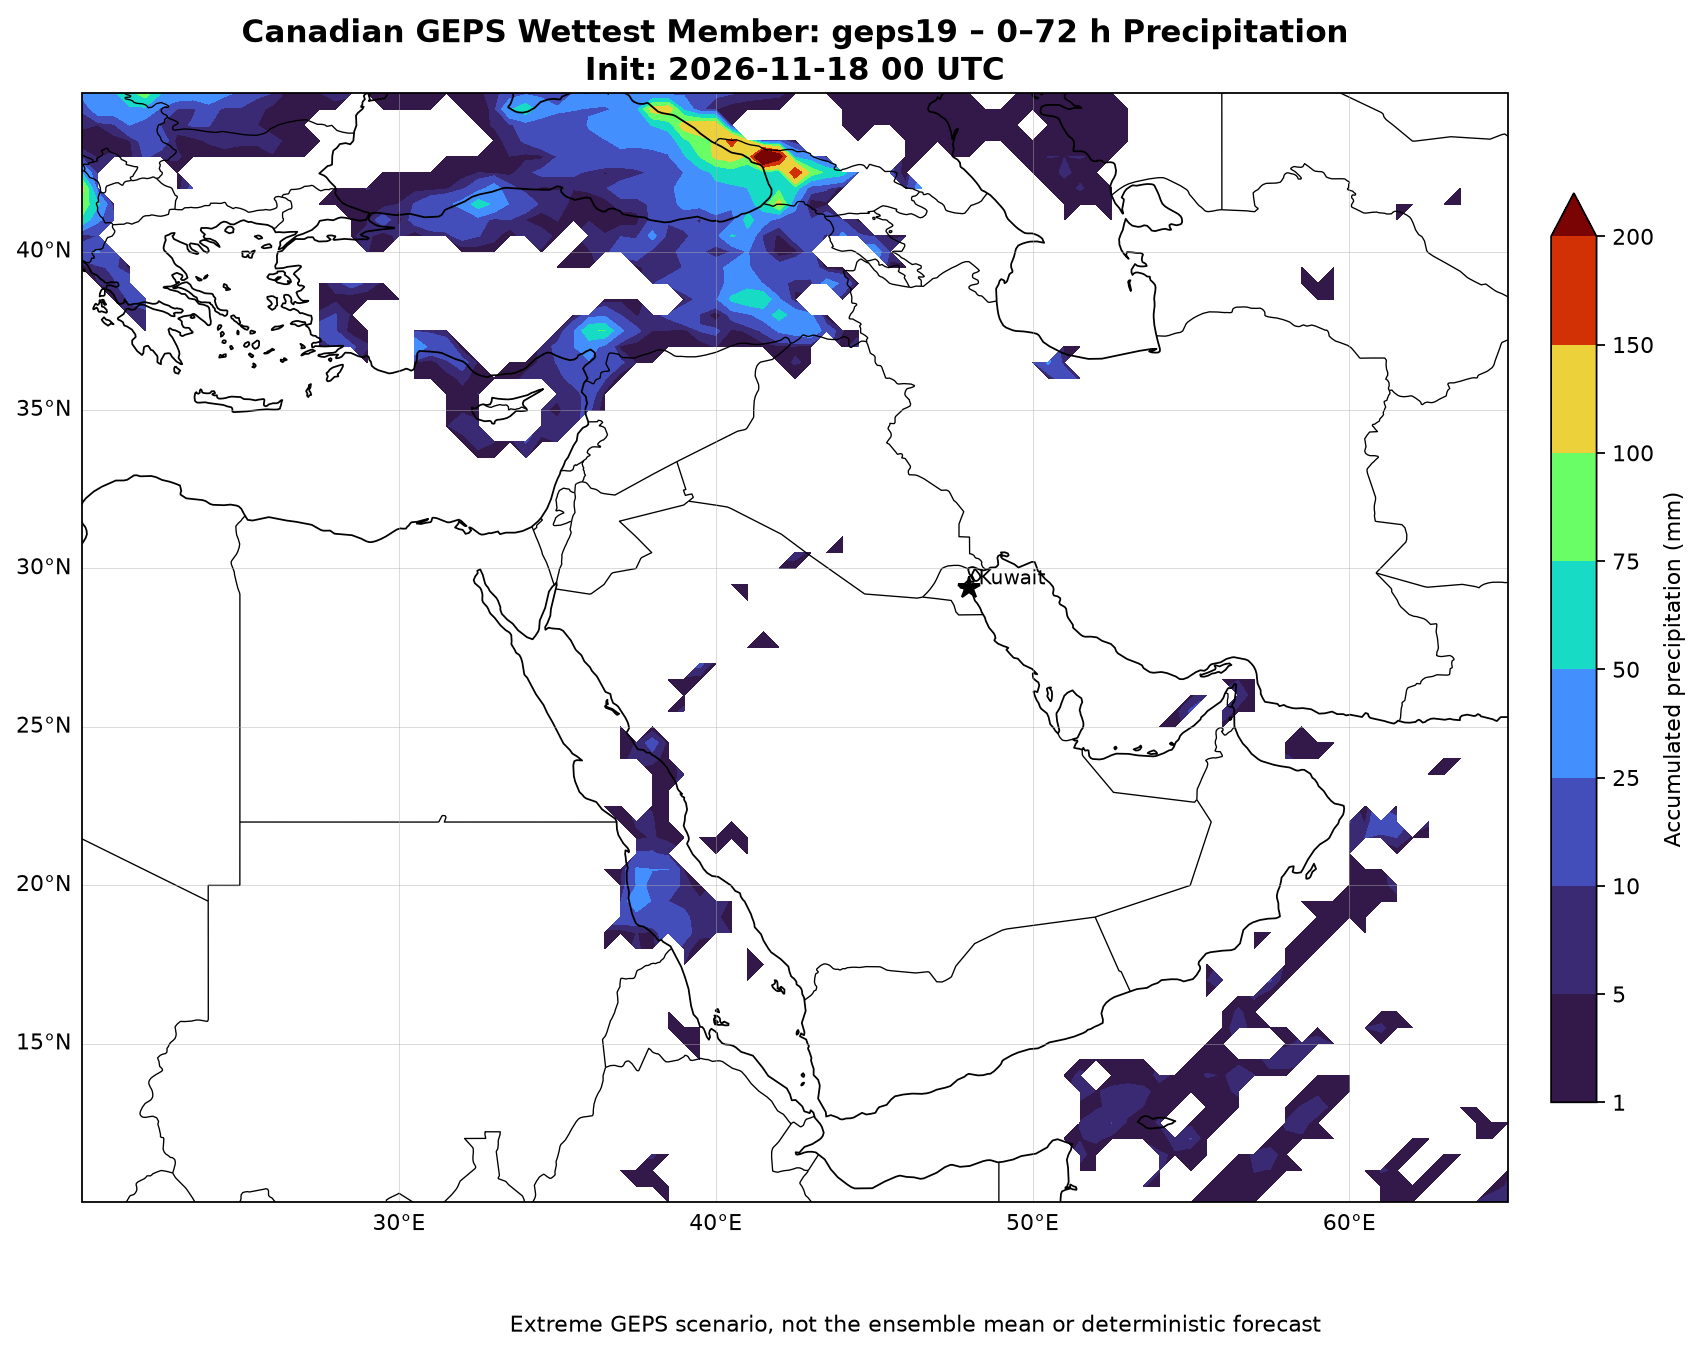 Canadian GEPS Wettest Member: geps19 – 0–72 h Precipitation
Init: 2026-11-18 00 UTC
40°N
35°N
30°N
25°N
20°N
15°N
Kuwait
30°E
40°E
50°E
60°E
200
150
100
75
50
25
10
5
1
Accumulated precipitation (mm)
Extreme GEPS scenario, not the ensemble mean or deterministic forecast